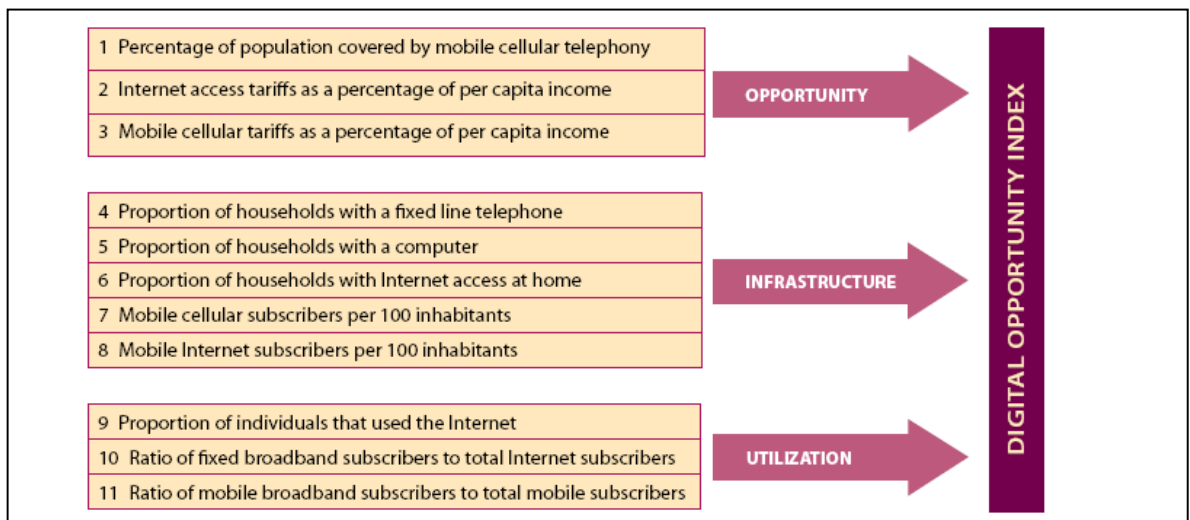 1 Percentage of population covered by mobile cellular telephony
2 Internet access tariffs as a percentage of per capita income
3 Mobile cellular tariffs as a percentage of per capita income
OPPORTUNITY
4 Proportion of households with a fixed line telephone
5 Proportion of households with a computer
6 Proportion of households with Internet access at home
7 Mobile cellular subscribers per 100 inhabitants
8 Mobile Internet subscribers per 100 inhabitants
INFRASTRUCTURE
9 Proportion of individuals that used the Internet
10 Ratio of fixed broadband subscribers to total Internet subscribers
11 Ratio of mobile broadband subscribers to total mobile subscribers
UTILIZATION
DIGITAL OPPORTUNITY INDEX